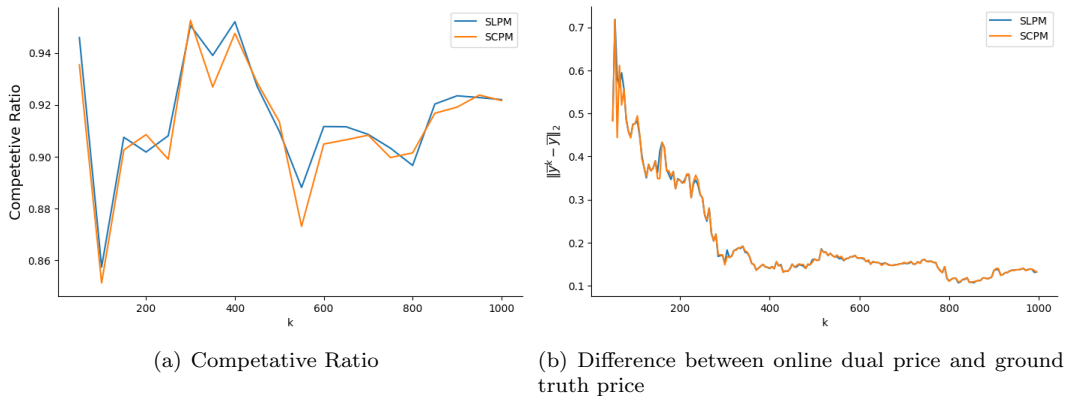 SLPM
SCPM
0.94
0.92
0.90
0.88
0.86
Competetive Ratio
200
400
600
800
1000
k
(a) Competative Ratio
SLPM
SCPM
0.7
0.6
0.5
0.4
0.3
0.2
0.1
‖y̅ᵏ − y̅‖₂
200
400
600
800
1000
k
(b) Difference between online dual price and ground
truth price